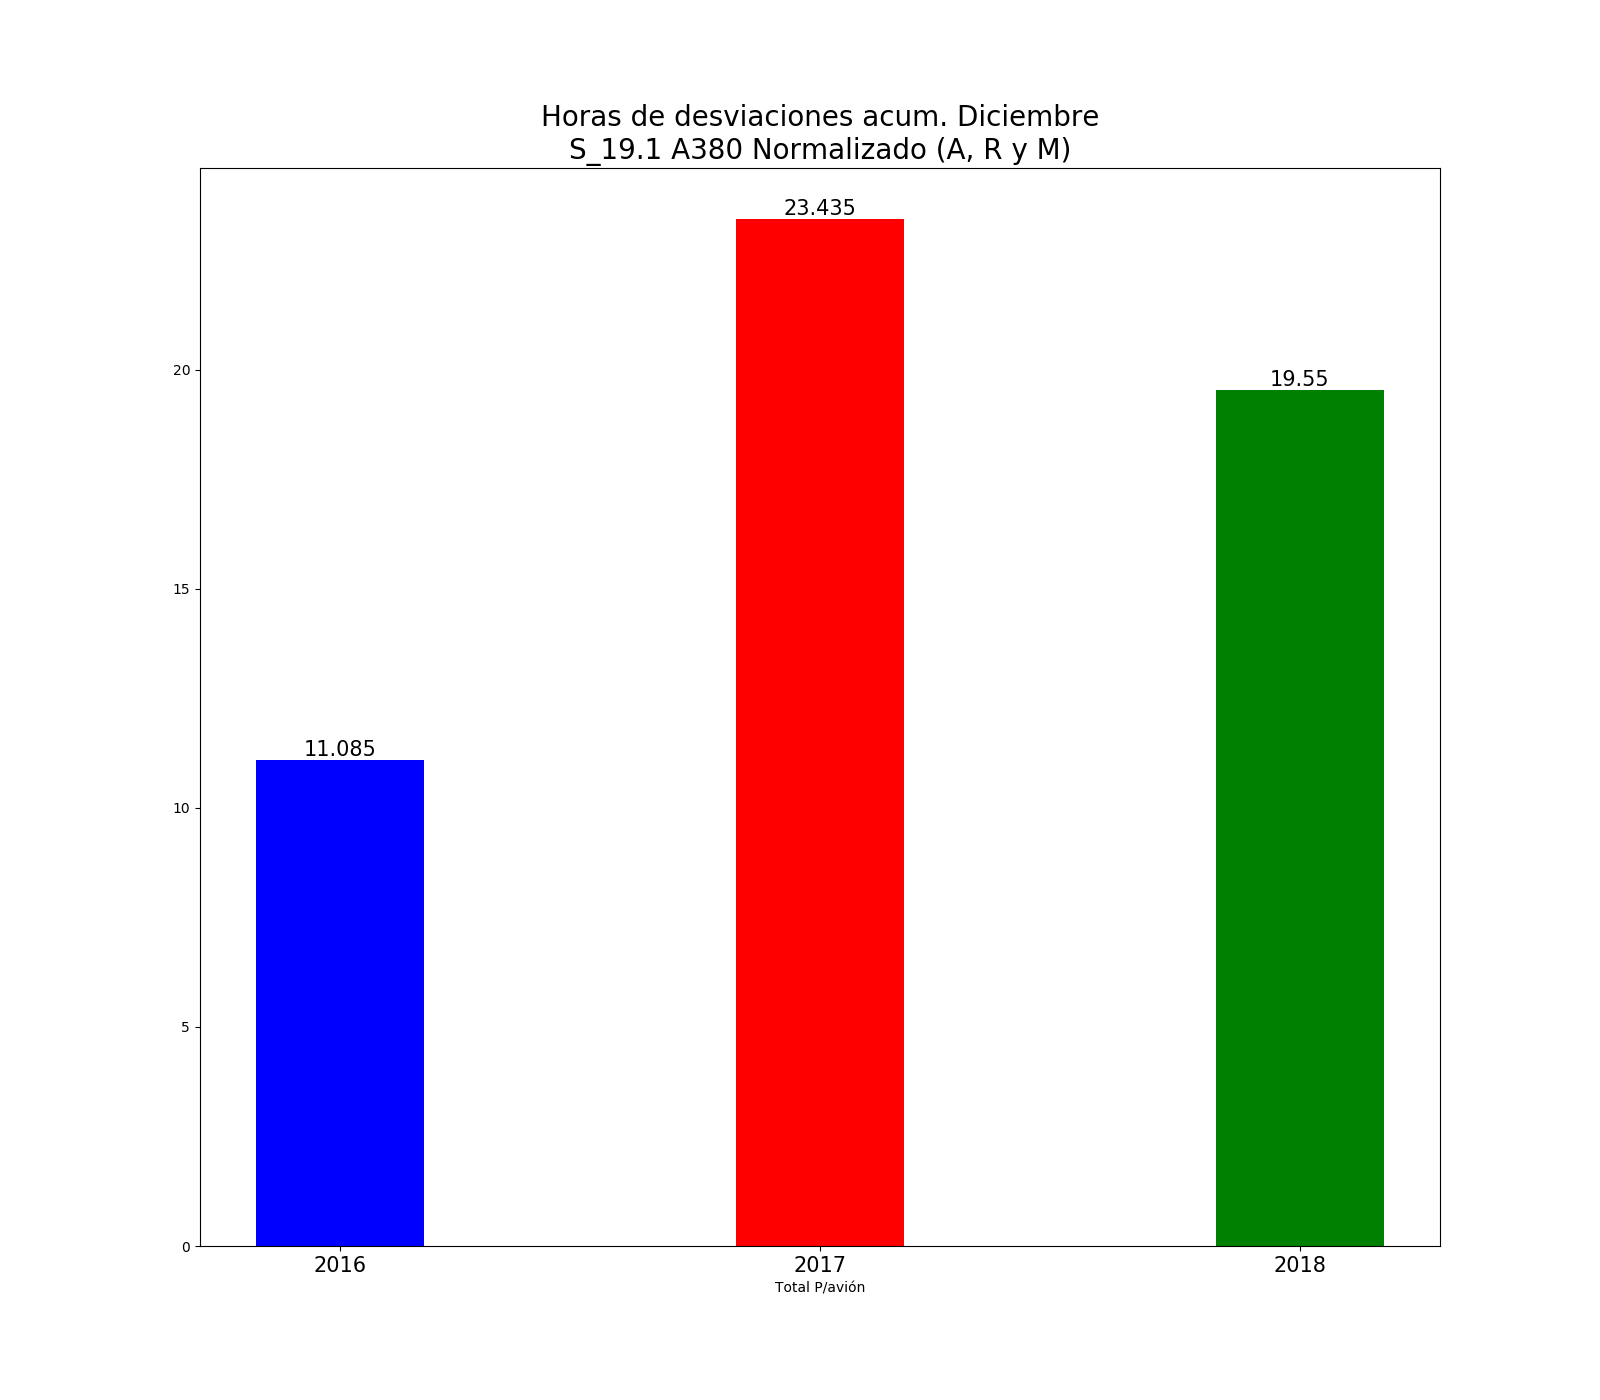 Horas de desviaciones acum. Diciembre
S_19.1 A380 Normalizado (A, R y M)
23.435
20
19.55
15
11.085
10
5
0
2016 2017 2018
Total P/avión